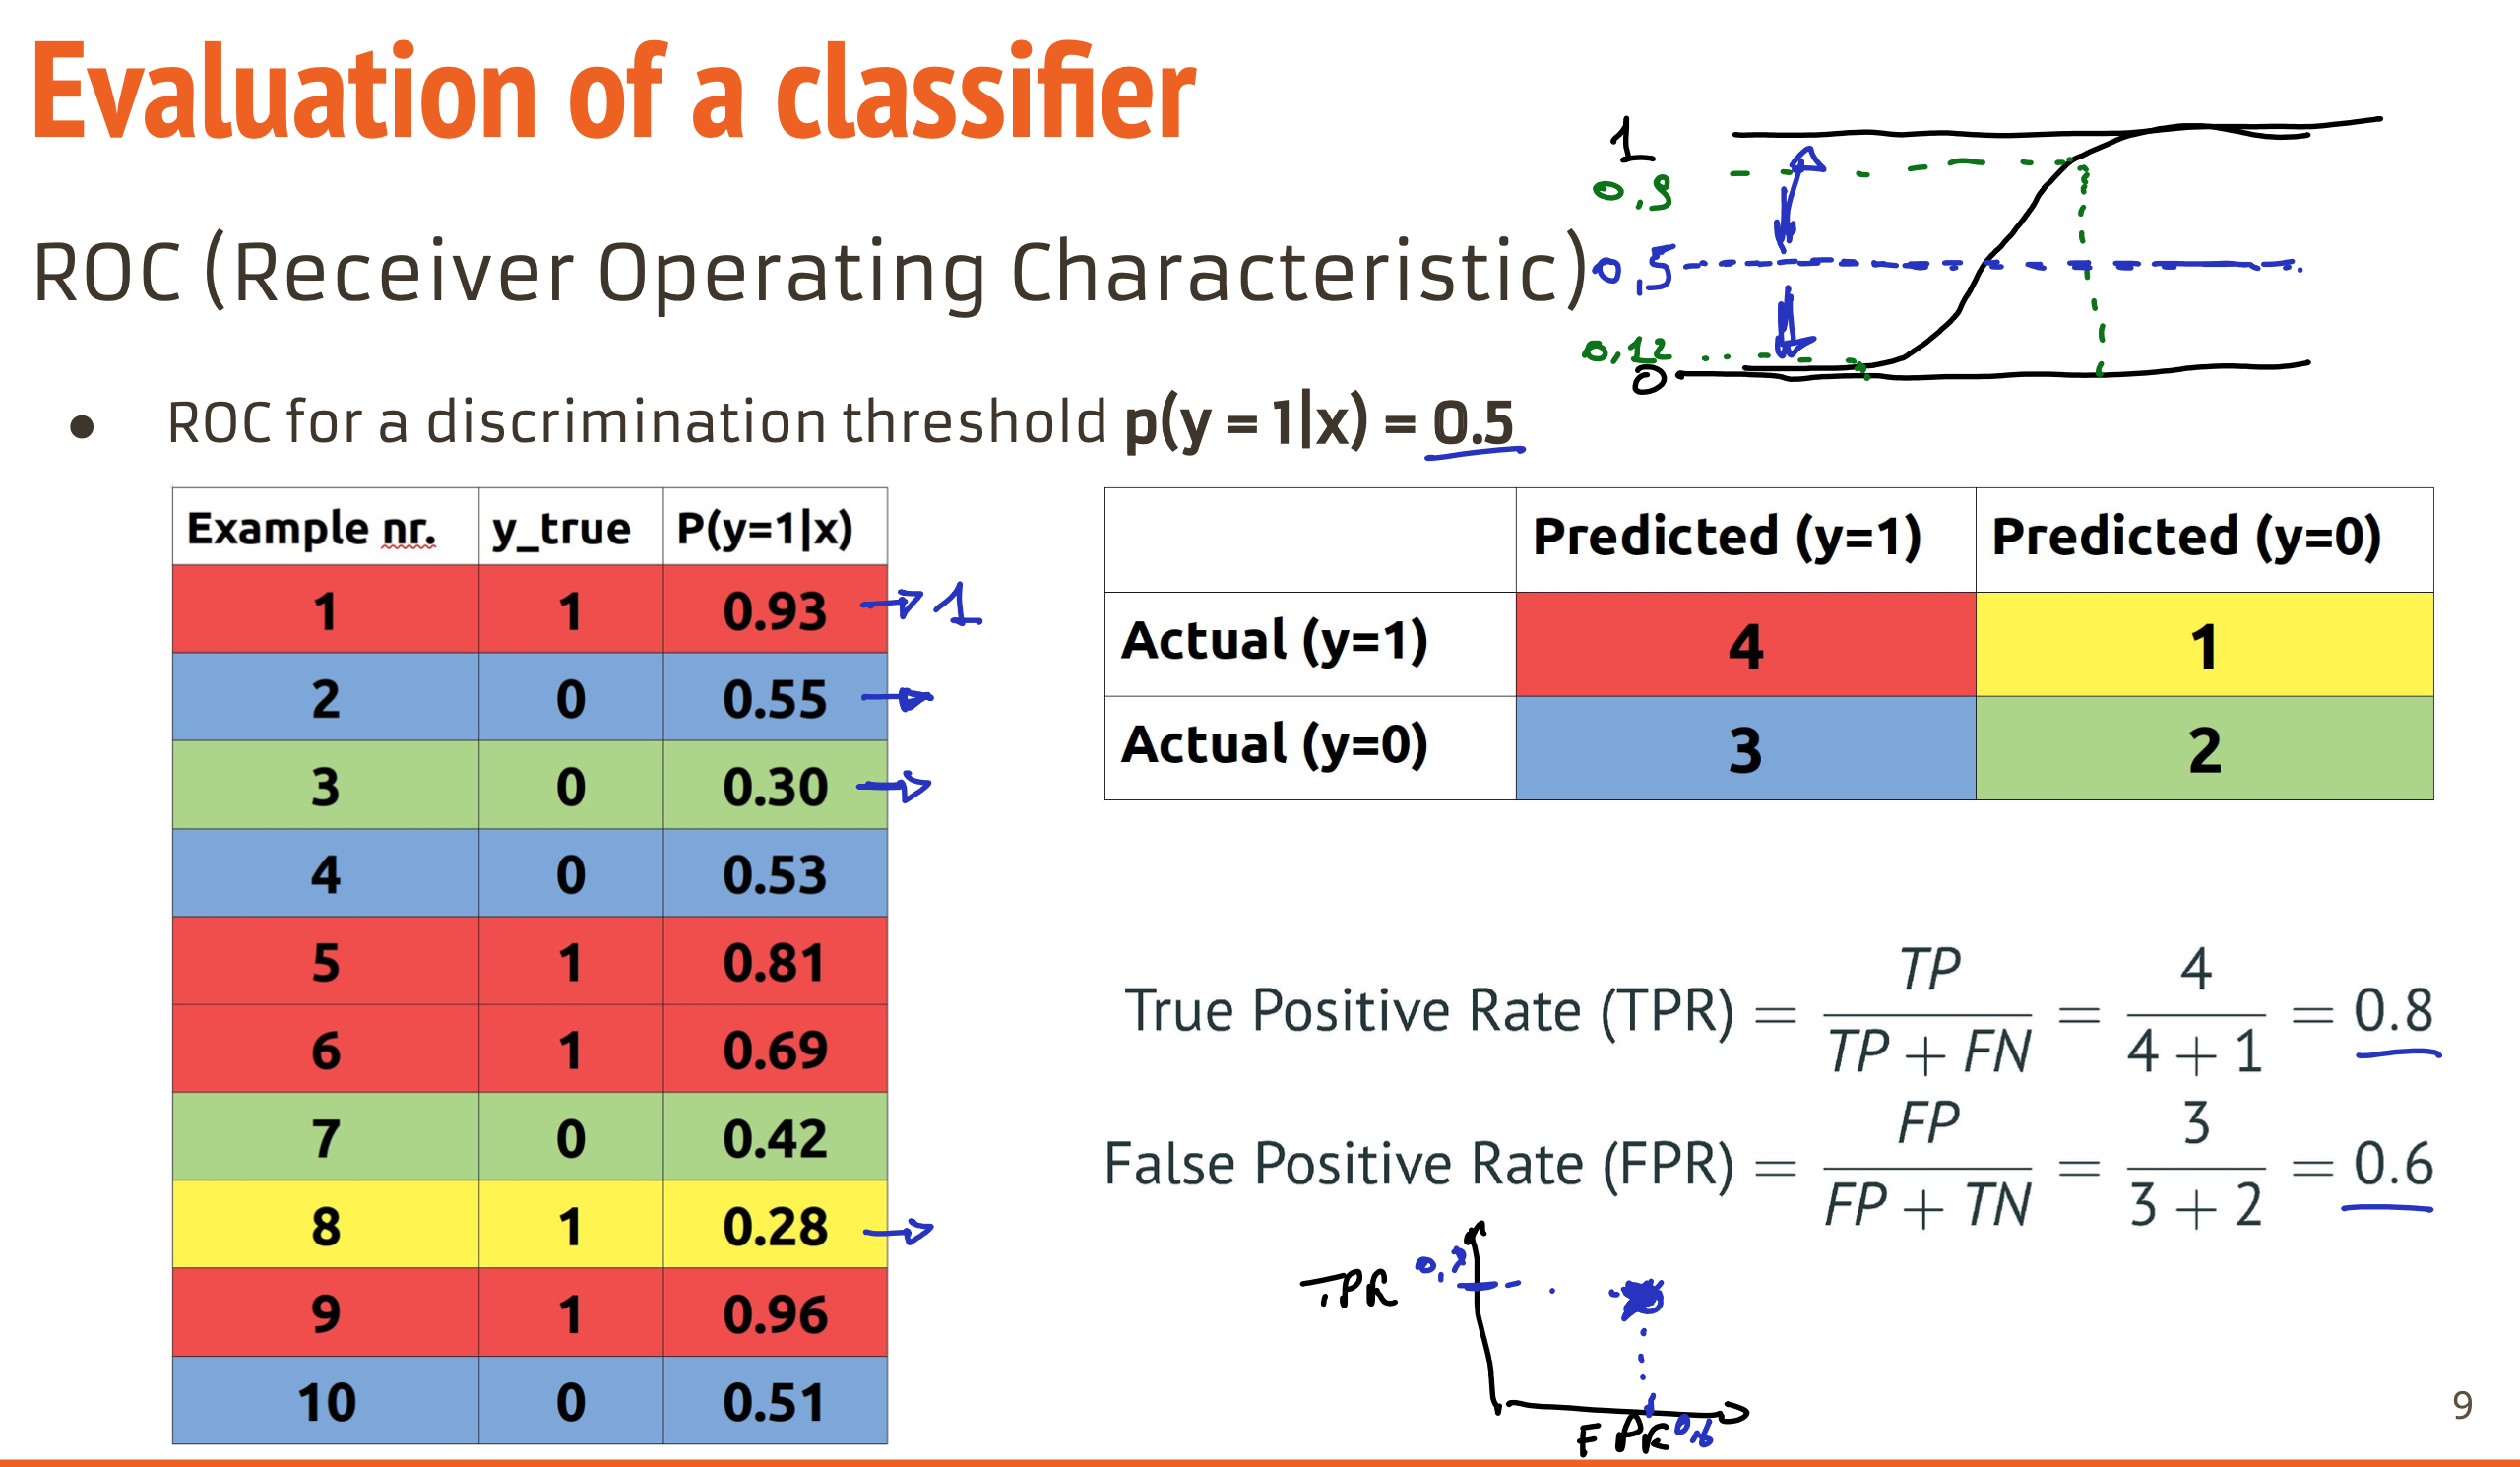 Evaluation of a classifier
1
0,9
ROC (Receiver Operating Characteristic)
0,5
0,12
0
● ROC for a discrimination threshold p(y = 1|x) = 0.5
Example nr. y_true P(y=1|x)
1 1 0.93 → 1
2 0 0.55 →
3 0 0.30 →
4 0 0.53
5 1 0.81
6 1 0.69
7 0 0.42
8 1 0.28 →
9 1 0.96
10 0 0.51
Predicted (y=1) Predicted (y=0)
Actual (y=1) 4 1
Actual (y=0) 3 2
True Positive Rate (TPR) = TP / TP + FN = 4 / 4 + 1 = 0.8
False Positive Rate (FPR) = FP / FP + TN = 3 / 3 + 2 = 0.6
TPR 0,8
FPR 0,6
9